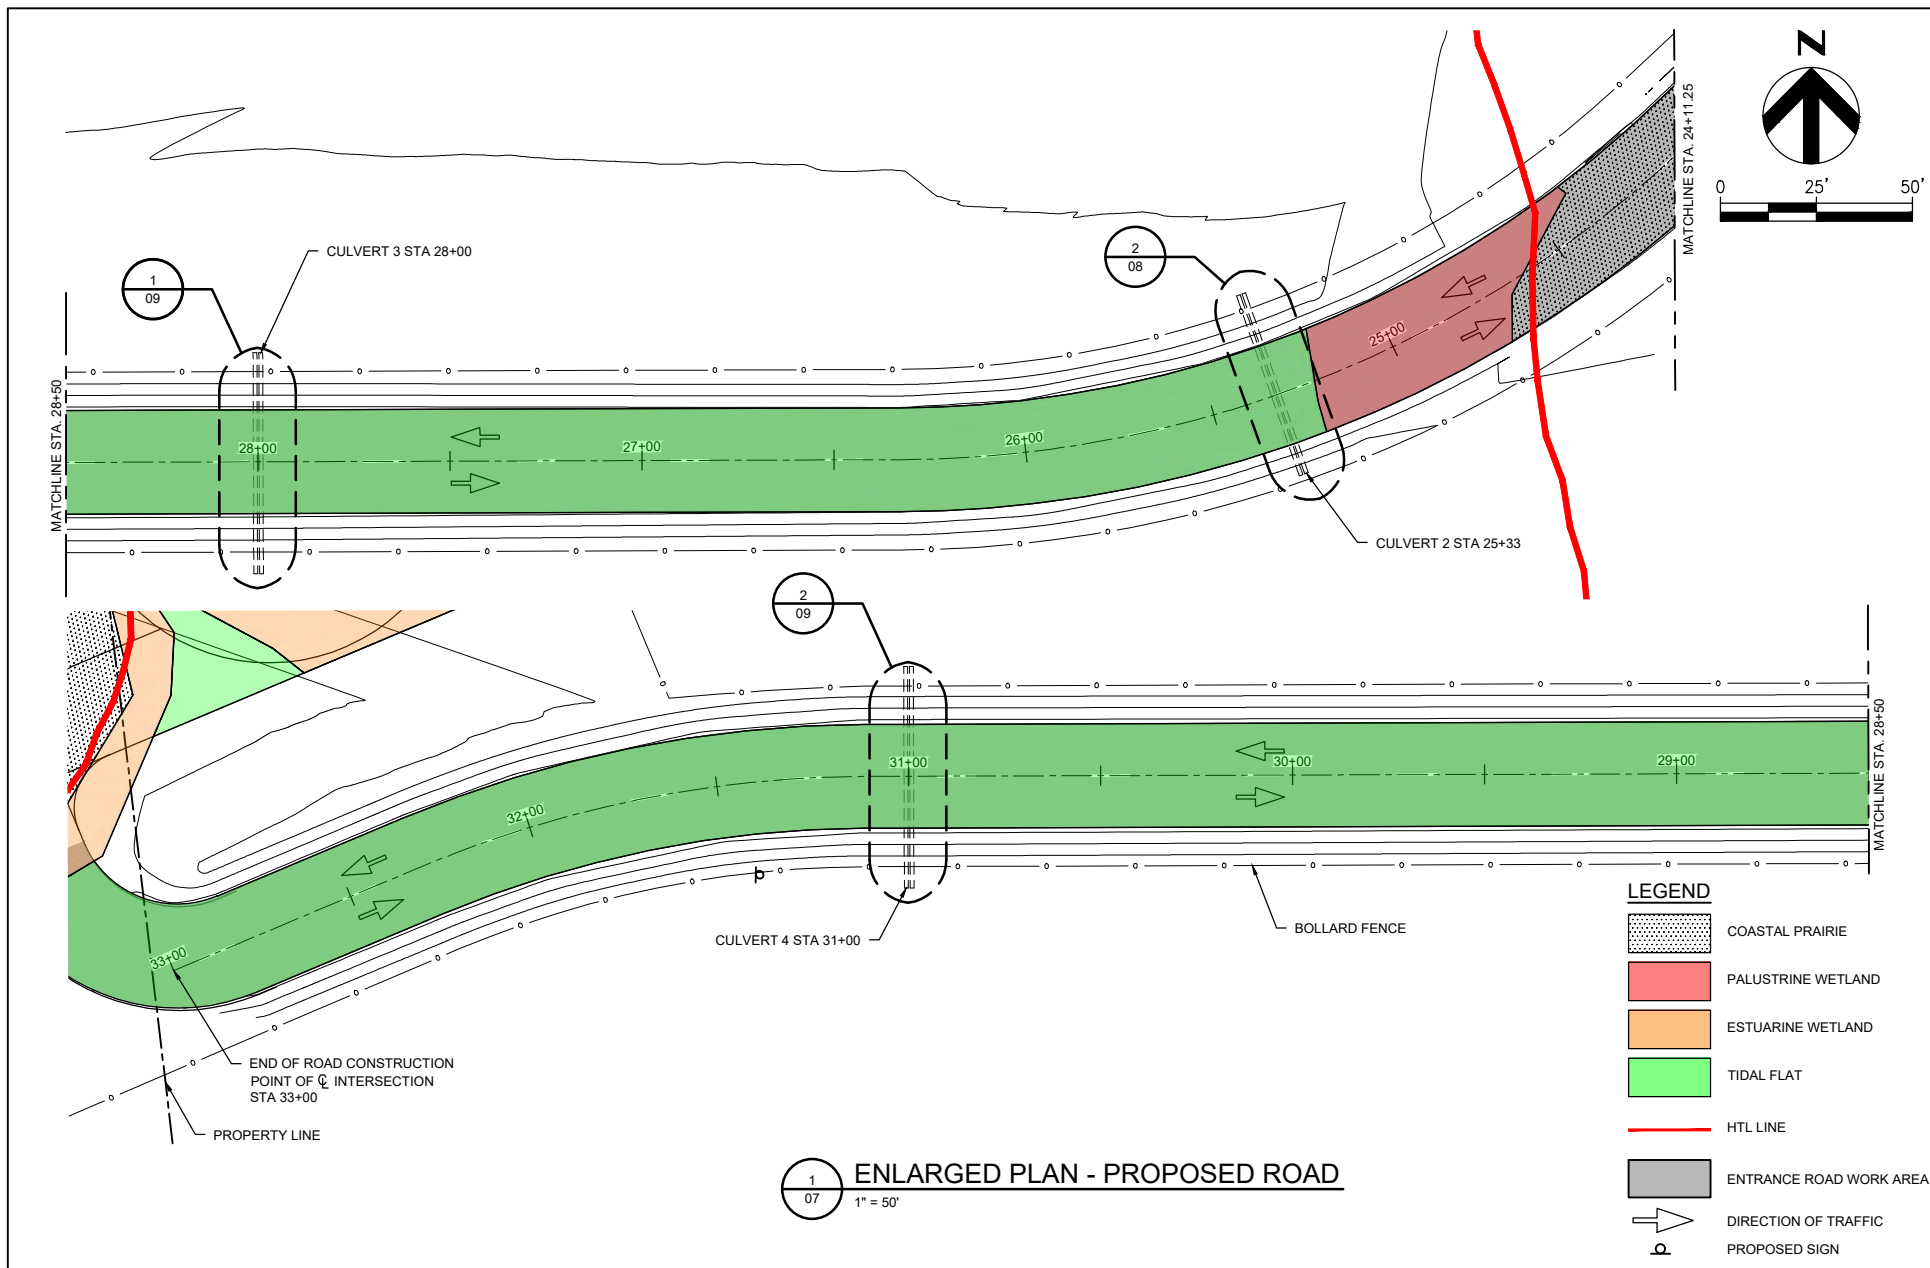 N
0 25' 50'
MATCHLINE STA. 24+11.25
CULVERT 3 STA 28+00
1
09
2
08
25+00
26+00
27+00
28+00
MATCHLINE STA. 28+50
CULVERT 2 STA 25+33
2
09
MATCHLINE STA. 28+50
31+00
30+00
29+00
32+00
33+00
CULVERT 4 STA 31+00
BOLLARD FENCE
END OF ROAD CONSTRUCTION
POINT OF ℄ INTERSECTION
STA 33+00
PROPERTY LINE
1
07
ENLARGED PLAN - PROPOSED ROAD
1" = 50'
LEGEND
COASTAL PRAIRIE
PALUSTRINE WETLAND
ESTUARINE WETLAND
TIDAL FLAT
HTL LINE
ENTRANCE ROAD WORK AREA
DIRECTION OF TRAFFIC
PROPOSED SIGN